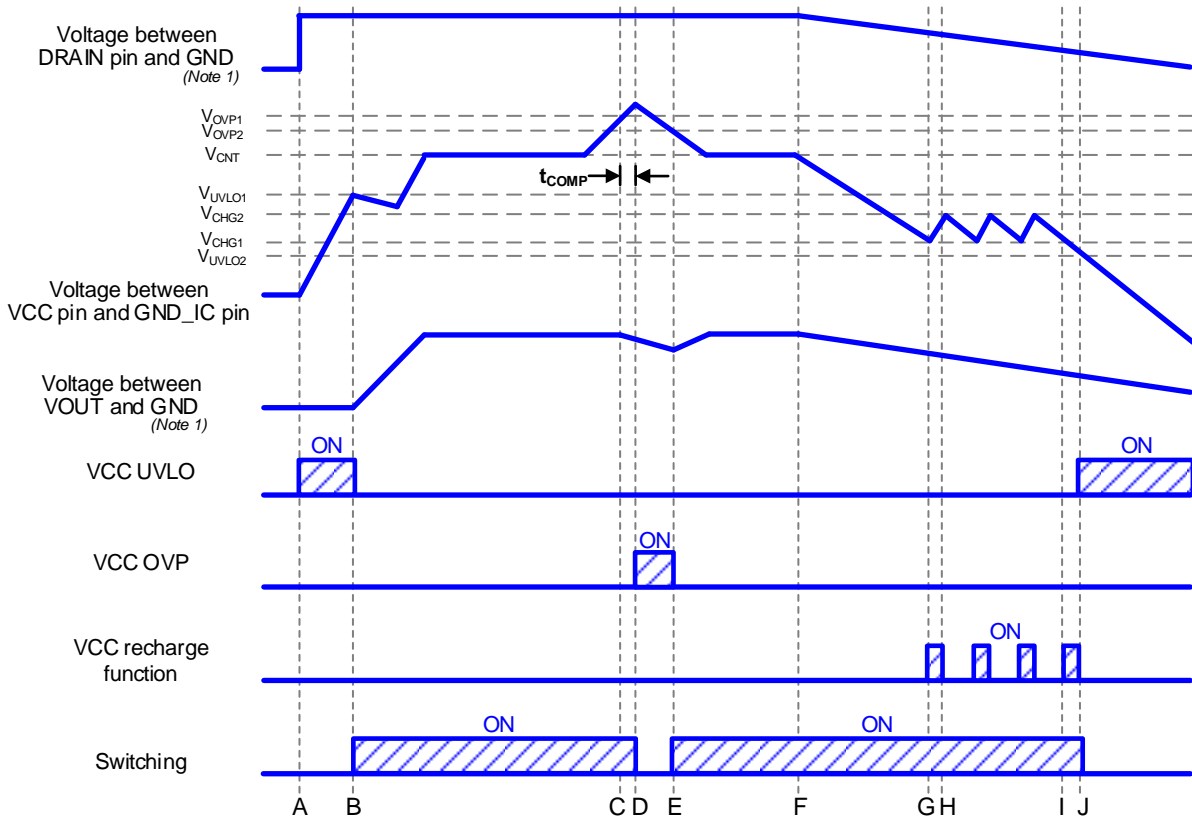 Voltage between
DRAIN pin and GND
(Note 1)
VOVP1
VOVP2
VCNT
tCOMP
VUVLO1
VCHG2
VCHG1
VUVLO2
Voltage between
VCC pin and GND_IC pin
Voltage between
VOUT and GND
(Note 1)
ON
ON
VCC UVLO
ON
VCC OVP
VCC recharge
function
ON
ON
ON
Switching
A B C D E F G H I J